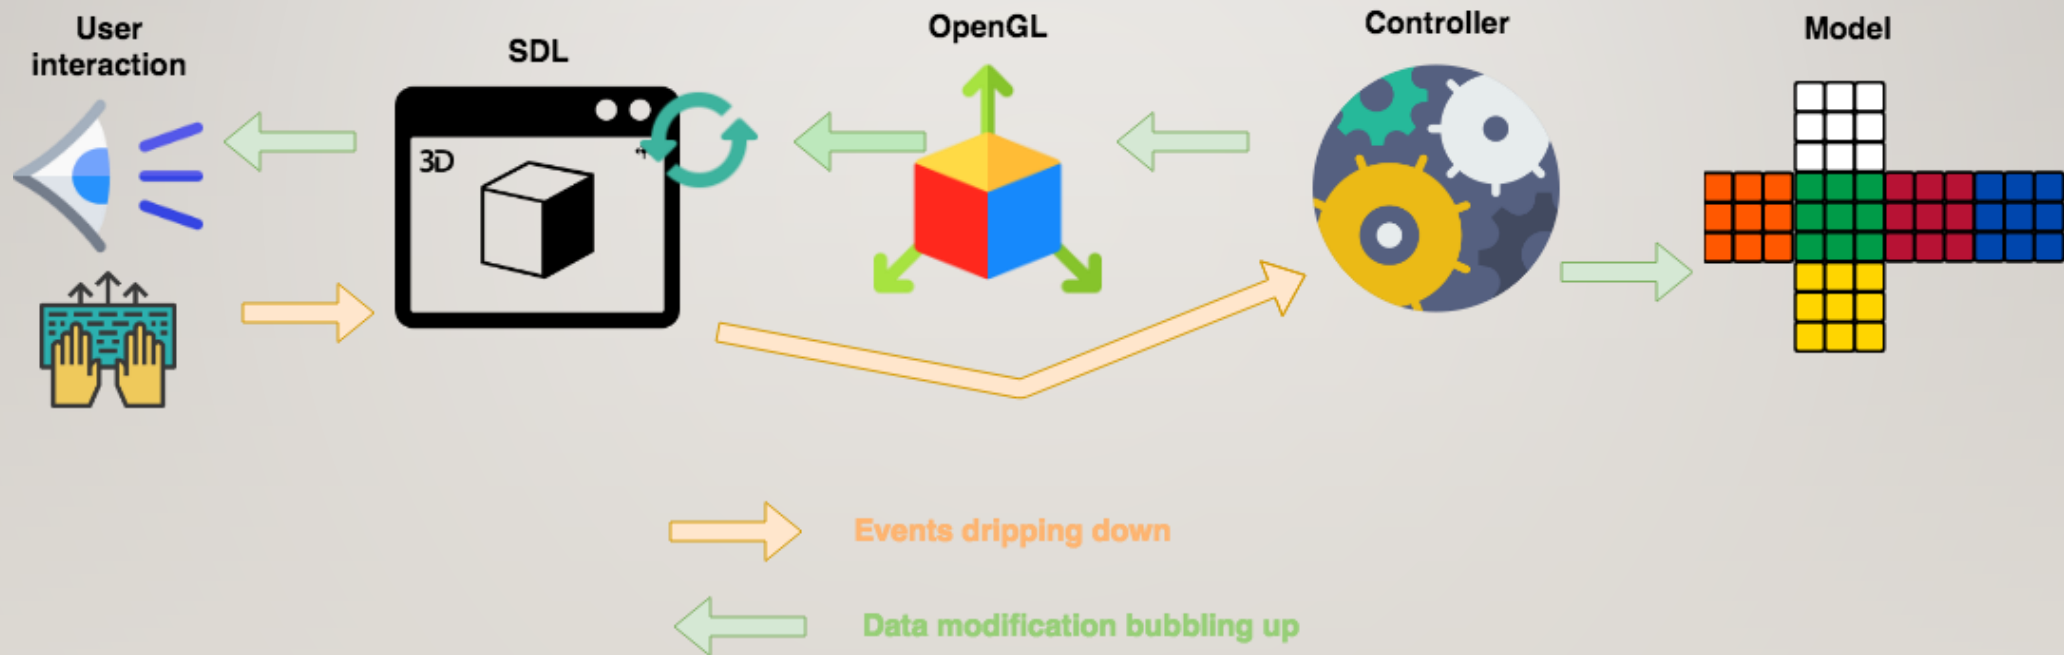 User
interaction
SDL
OpenGL
Controller
Model
3D
Events dripping down
Data modification bubbling up